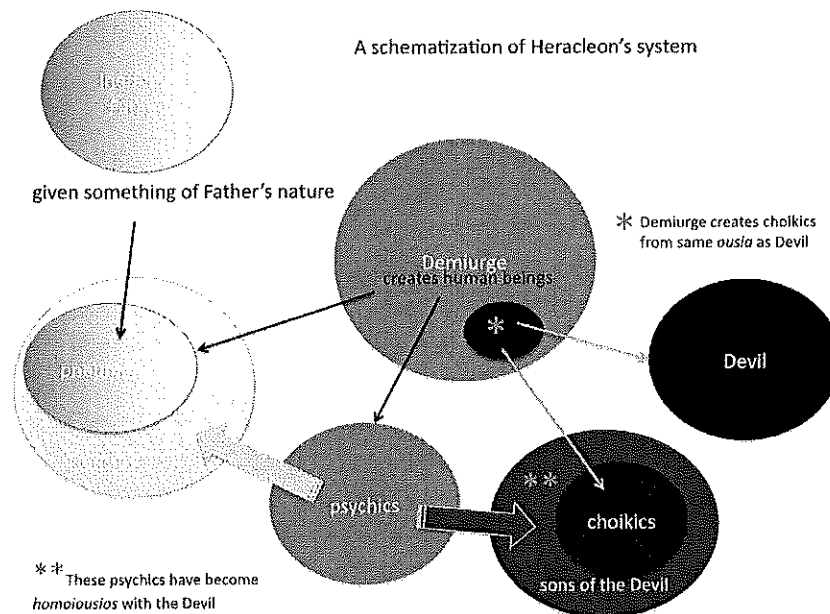 A schematization of Heracleon's system
given something of Father's nature
* Demiurge creates choikics
from same ousia as Devil
Demiurge
creates human beings
*
Devil
psychics
**
choikics
sons of the Devil
** These psychics have become
homoiousios with the Devil